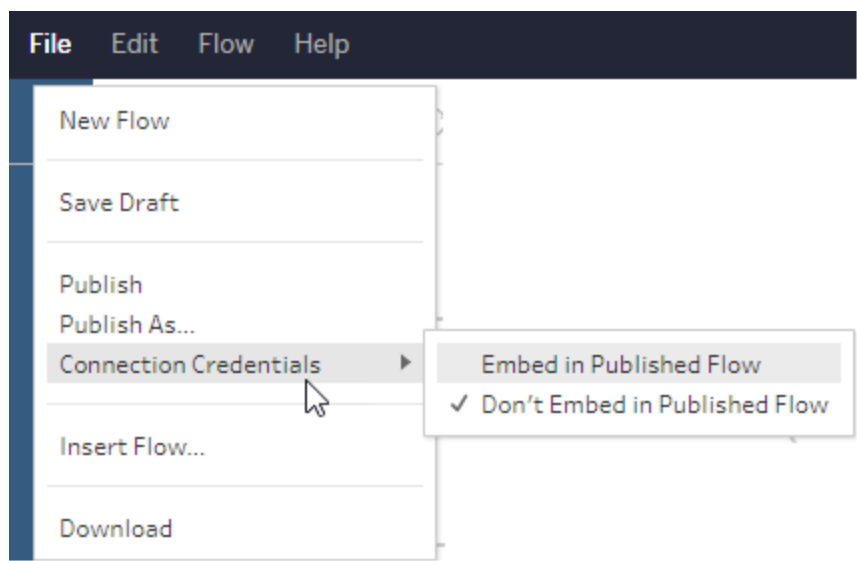 File Edit Flow Help
New Flow
Save Draft
Publish
Publish As...
Connection Credentials
Embed in Published Flow
✓ Don't Embed in Published Flow
Insert Flow...
Download